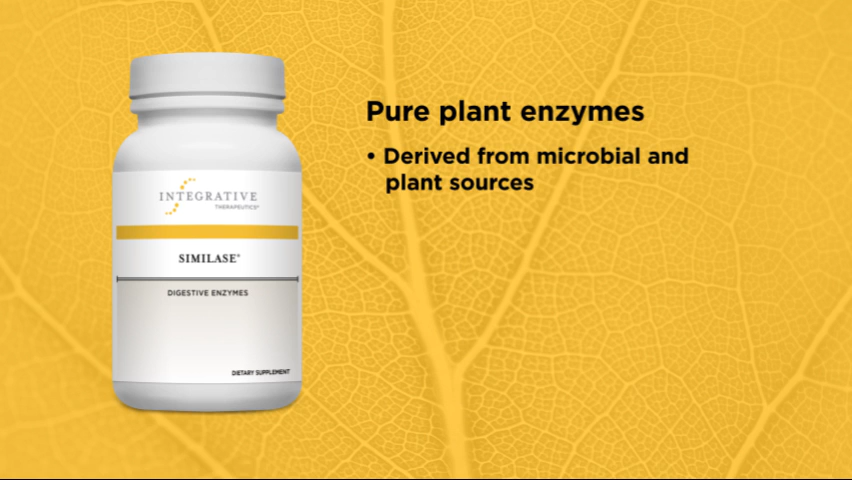 INTEGRATIVE
THERAPEUTICS®
SIMILASE®
DIGESTIVE ENZYMES
DIETARY SUPPLEMENT
Pure plant enzymes
• Derived from microbial and
plant sources